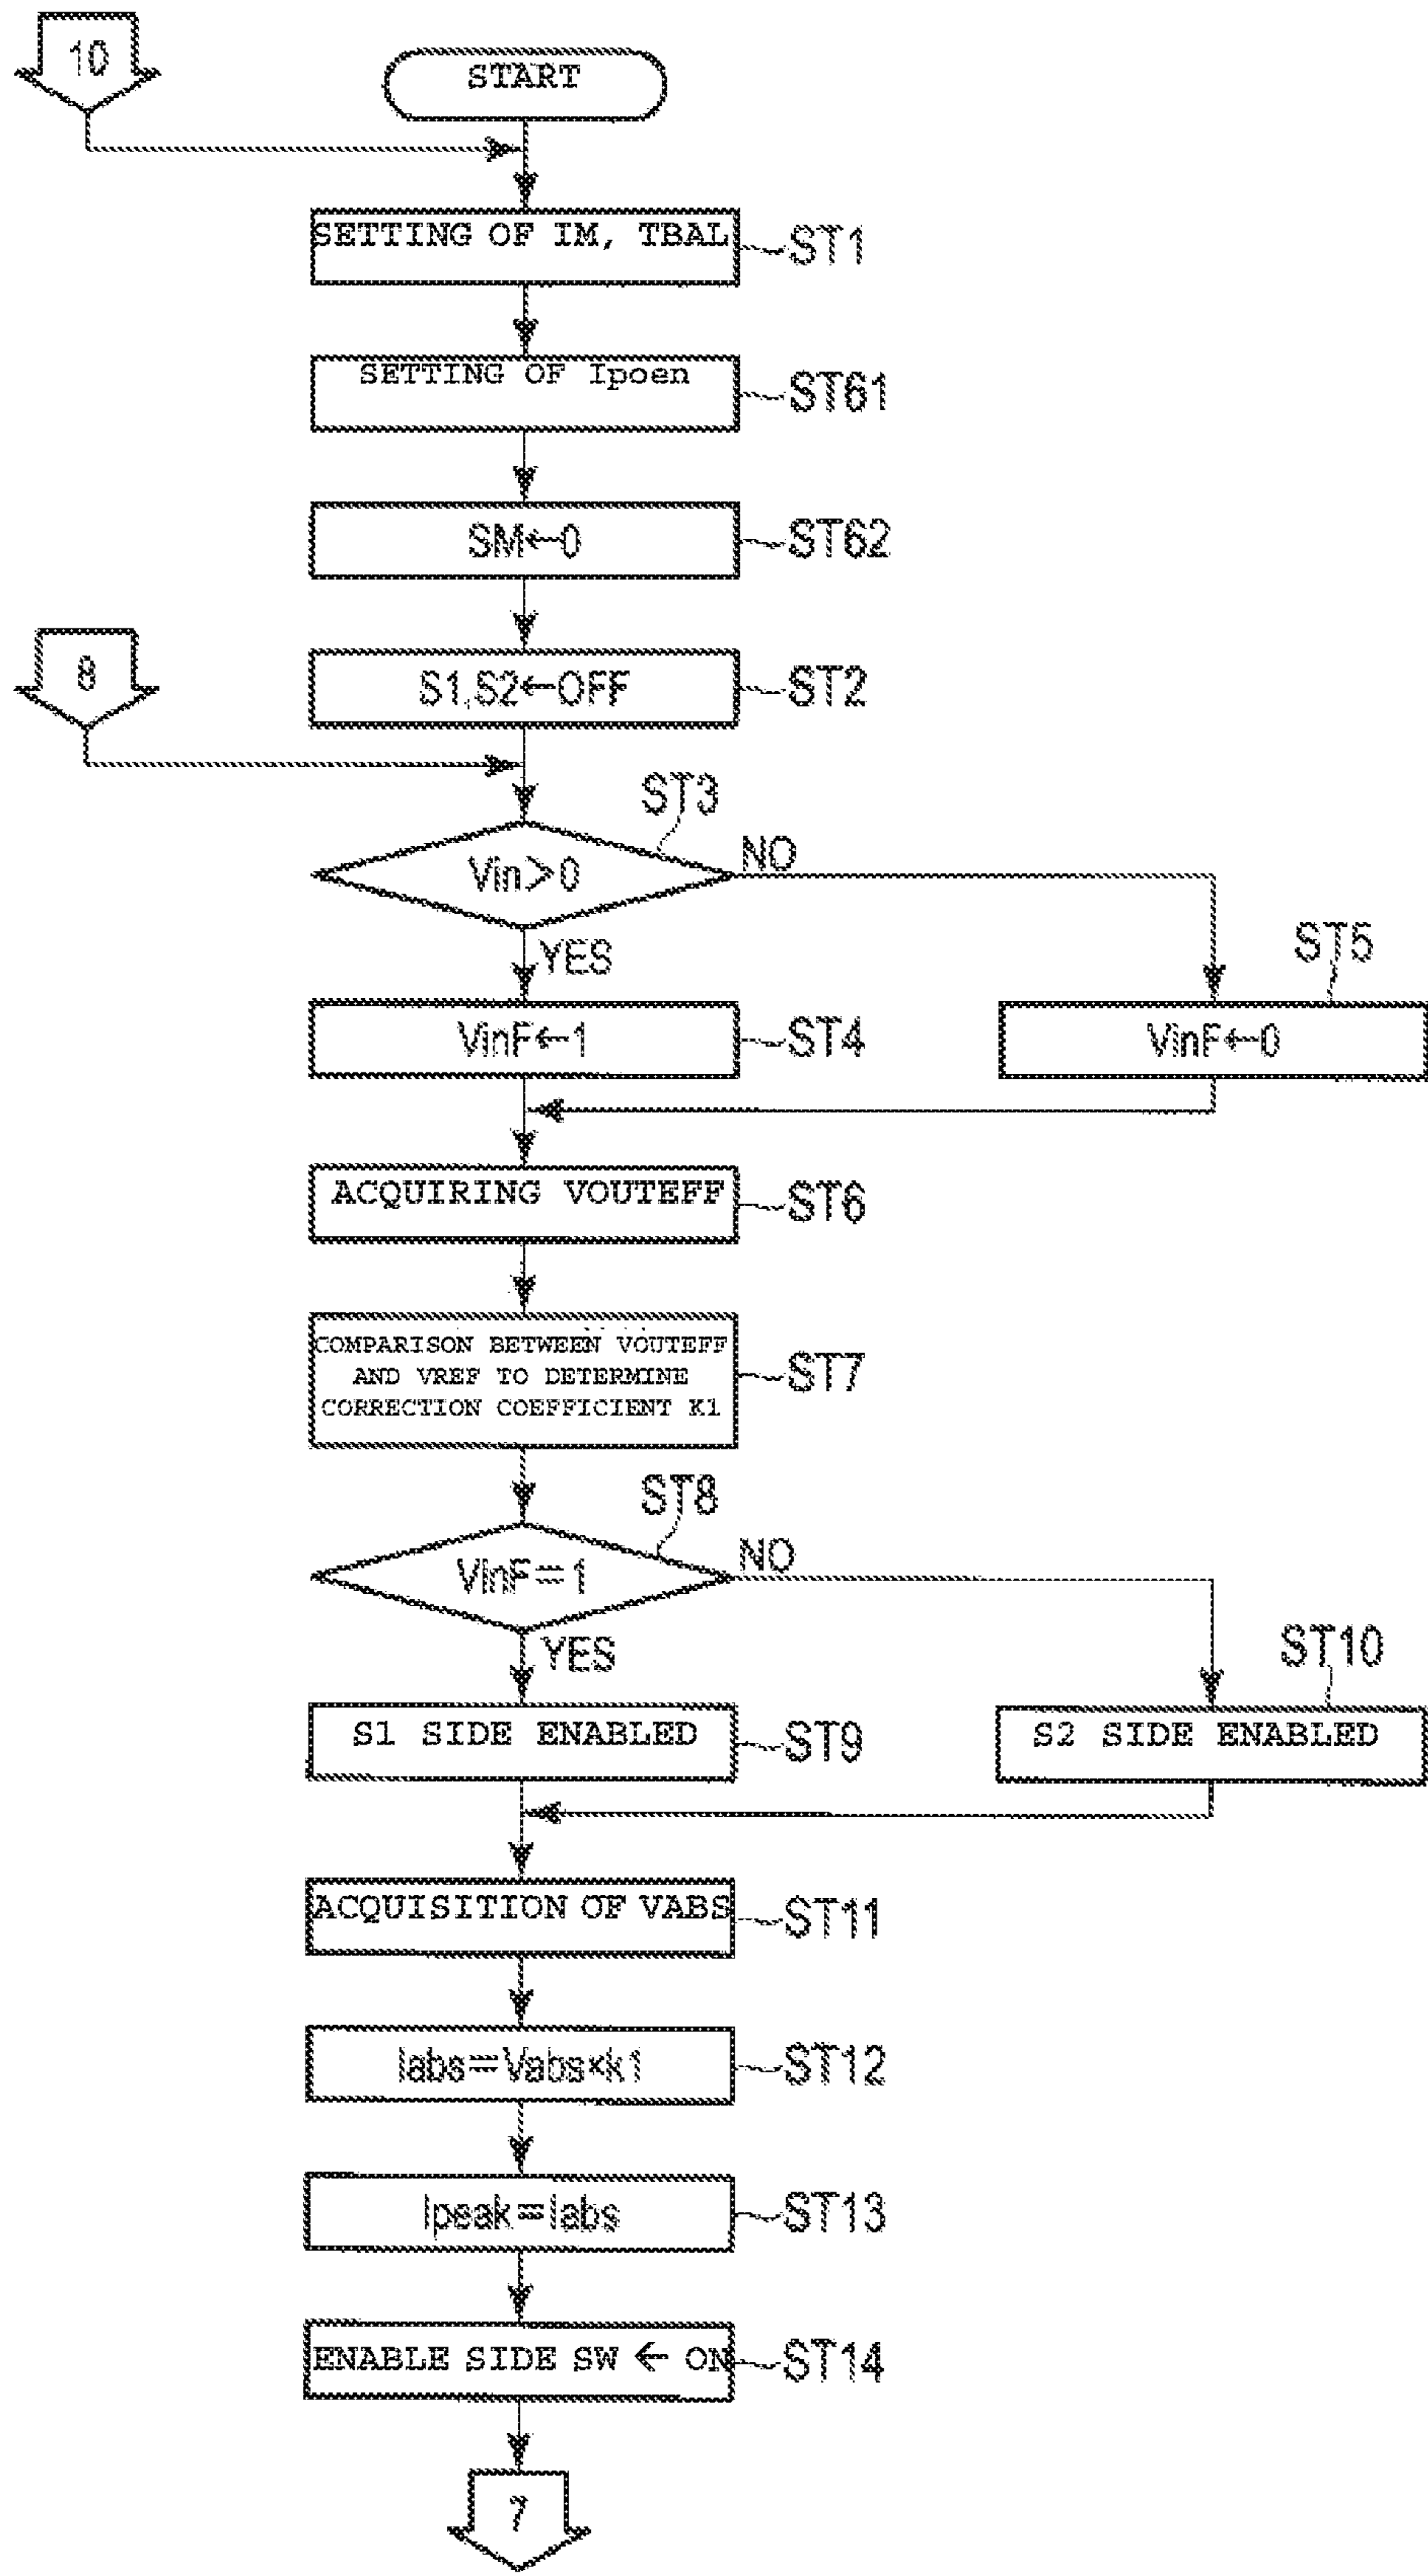 10
START
SETTING OF IM, TBAL
ST1
SETTING OF Ipoen
ST61
SM←0
ST62
S1,S2←OFF
ST2
8
ST3
Vin>0
NO
YES
ST5
VinF←1
ST4
VinF←0
ACQUIRING VOUTEFF
ST6
COMPARISON BETWEEN VOUTEFF
AND VREF TO DETERMINE
CORRECTION COEFFICIENT K1
ST7
ST8
VinF=1
NO
YES
ST10
S1 SIDE ENABLED
ST9
S2 SIDE ENABLED
ACQUISITION OF VABS
ST11
Iabs=Vabs×k1
ST12
Ipeak=Iabs
ST13
ENABLE SIDE SW ← ON
ST14
7